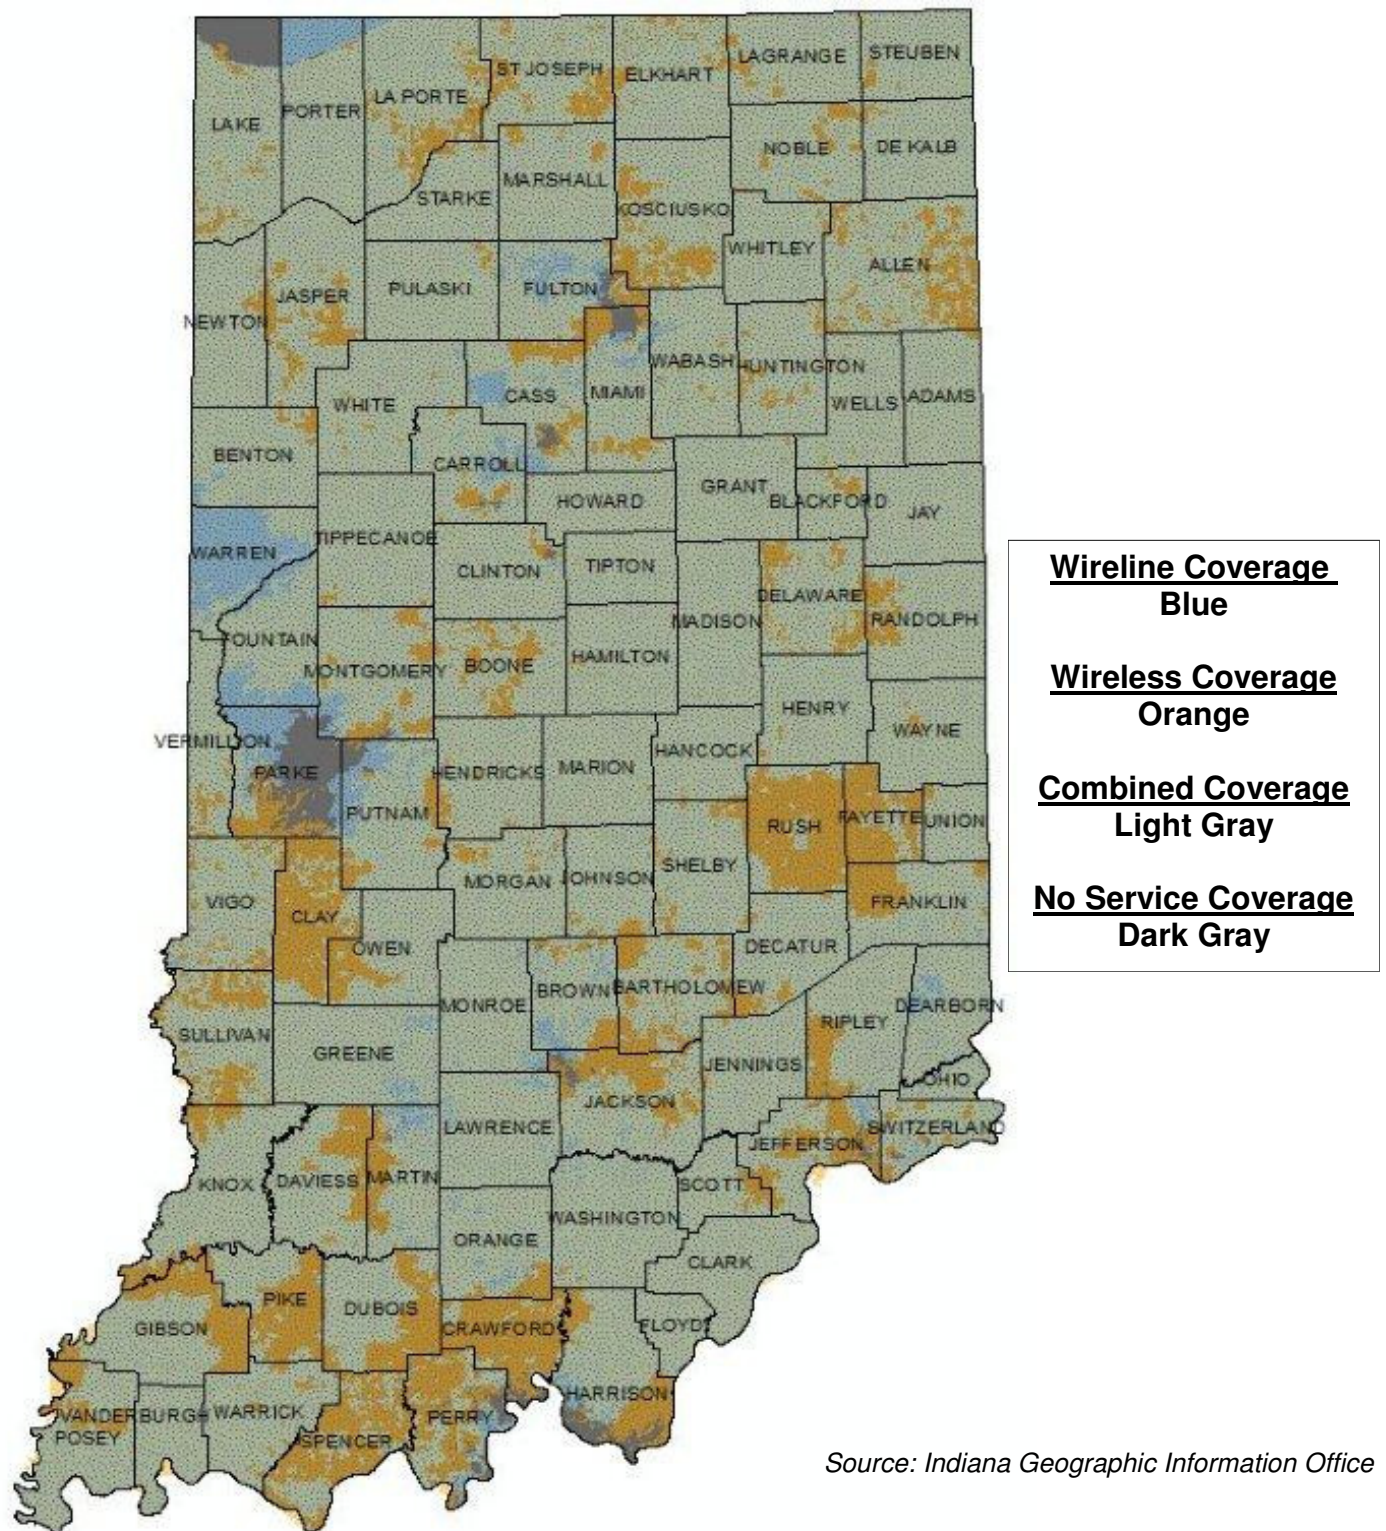 ST JOSEPH
ELKHART
LAGRANGE
STEUBEN
LAKE
PORTER
LA PORTE
NOBLE
DE KALB
STARKE
MARSHALL
KOSCIUSKO
WHITLEY
ALLEN
NEWTON
JASPER
PULASKI
FULTON
WHITE
CASS
MIAMI
WABASH
HUNTINGTON
WELLS
ADAMS
BENTON
CARROLL
HOWARD
GRANT
BLACKFORD
JAY
WARREN
TIPPECANOE
CLINTON
TIPTON
DELAWARE
RANDOLPH
MADISON
FOUNTAIN
MONTGOMERY
BOONE
HAMILTON
HENRY
WAYNE
VERMILLION
PARKE
PUTNAM
HENDRICKS
MARION
HANCOCK
RUSH
FAYETTE
UNION
VIGO
CLAY
OWEN
MORGAN
JOHNSON
SHELBY
FRANKLIN
DECATUR
SULLIVAN
GREENE
MONROE
BROWN
BARTHOLOMEW
RIPLEY
DEARBORN
JENNINGS
OHIO
JACKSON
LAWRENCE
JEFFERSON
SWITZERLAND
KNOX
DAVIESS
MARTIN
SCOTT
ORANGE
WASHINGTON
CLARK
GIBSON
PIKE
DUBOIS
CRAWFORD
FLOYD
HARRISON
VANDERBURGH
WARRICK
PERRY
POSEY
SPENCER
Wireline Coverage
Blue
Wireless Coverage
Orange
Combined Coverage
Light Gray
No Service Coverage
Dark Gray
Source: Indiana Geographic Information Office